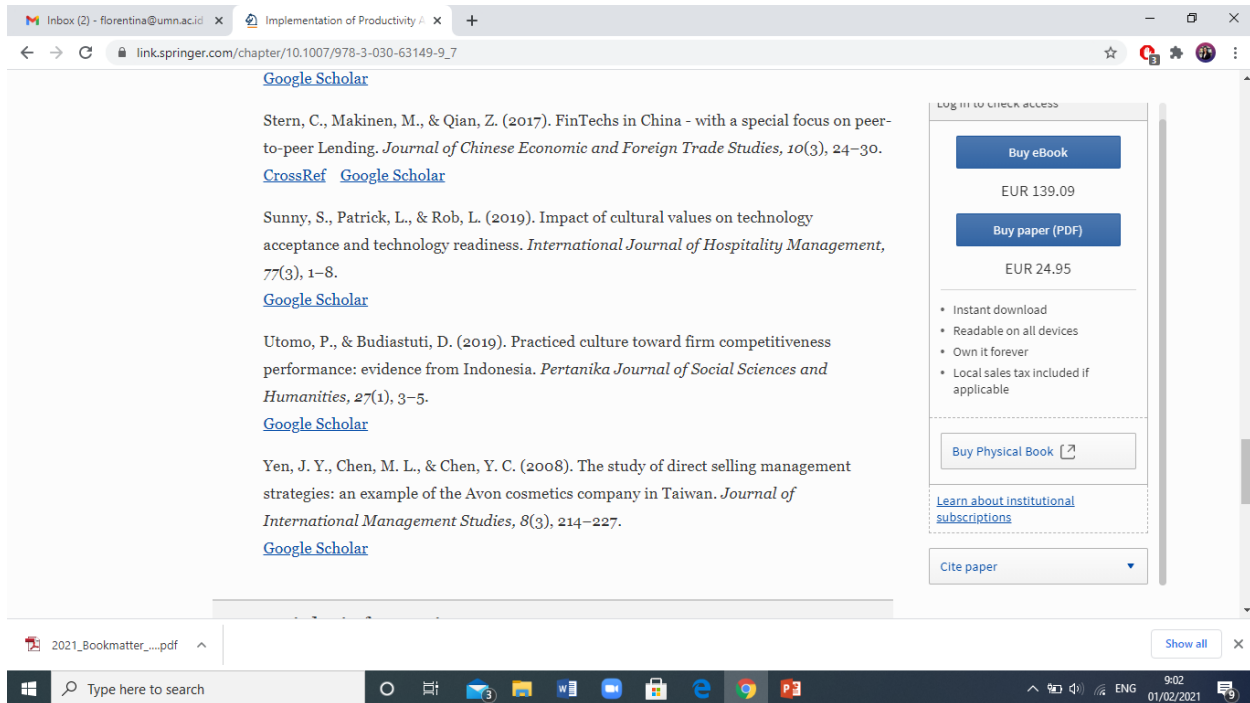 Inbox (2) - florentina@umn.ac.id
Implementation of Productivity A
link.springer.com/chapter/10.1007/978-3-030-63149-9_7
3
Google Scholar
Stern, C., Makinen, M., & Qian, Z. (2017). FinTechs in China - with a special focus on peer-
to-peer Lending. Journal of Chinese Economic and Foreign Trade Studies, 10(3), 24–30.
CrossRef Google Scholar
Sunny, S., Patrick, L., & Rob, L. (2019). Impact of cultural values on technology
acceptance and technology readiness. International Journal of Hospitality Management,
77(3), 1–8.
Google Scholar
Utomo, P., & Budiastuti, D. (2019). Practiced culture toward firm competitiveness
performance: evidence from Indonesia. Pertanika Journal of Social Sciences and
Humanities, 27(1), 3–5.
Google Scholar
Yen, J. Y., Chen, M. L., & Chen, Y. C. (2008). The study of direct selling management
strategies: an example of the Avon cosmetics company in Taiwan. Journal of
International Management Studies, 8(3), 214–227.
Google Scholar
Log in to check access
Buy eBook
EUR 139.09
Buy paper (PDF)
EUR 24.95
• Instant download
• Readable on all devices
• Own it forever
• Local sales tax included if
applicable
Buy Physical Book
Learn about institutional
subscriptions
Cite paper
2021_Bookmatter_....pdf
Show all
Type here to search
3
ENG
9:02
01/02/2021
9